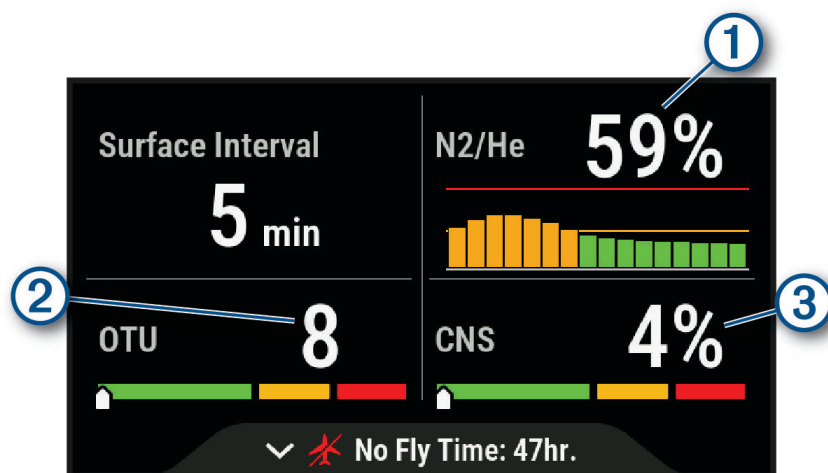 1
Surface Interval
5 min
N2/He 59%
2
OTU 8
CNS 4%
3
No Fly Time: 47hr.